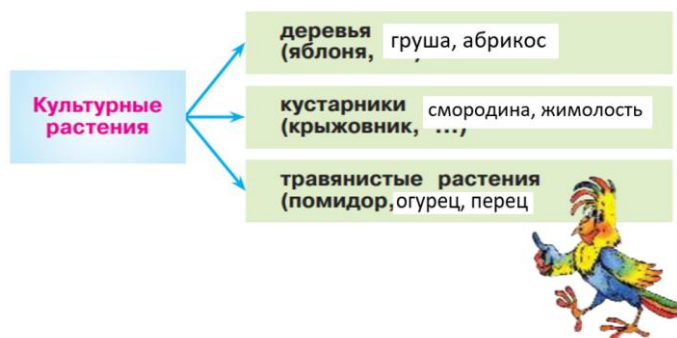 Культурные
растения
деревья
(яблоня, груша, абрикос
кустарники
(крыжовник, ...) смородина, жимолость
травянистые растения
(помидор, огурец, перец